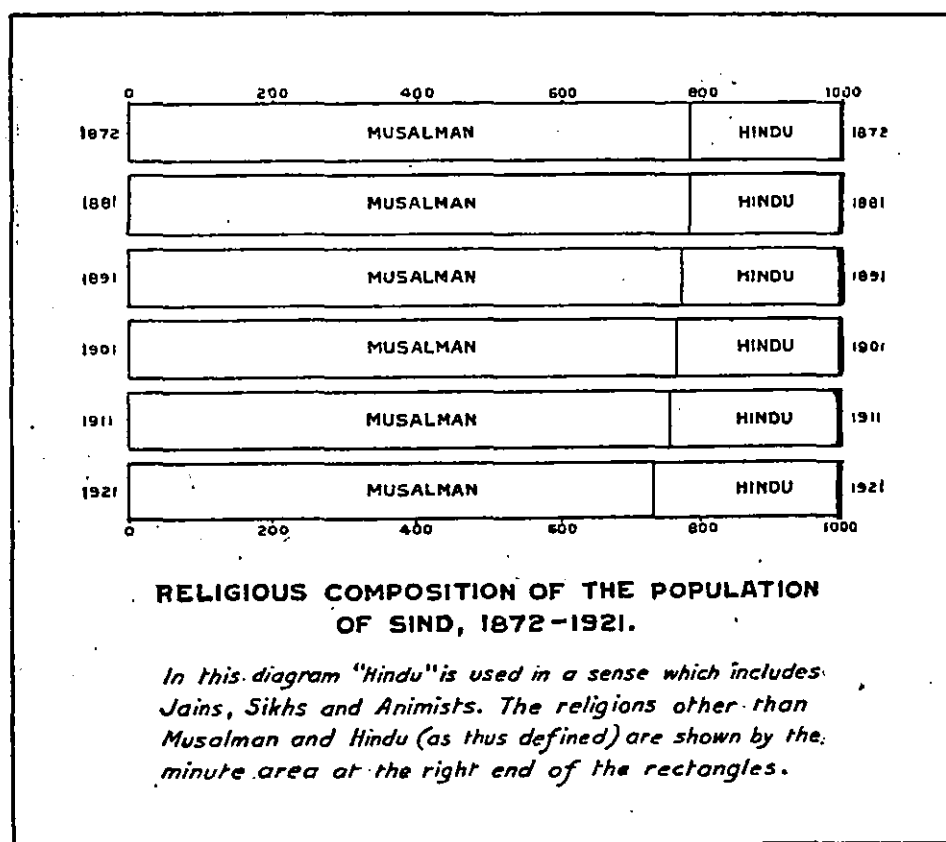 0 200 400 600 800 1000
1872 MUSALMAN HINDU 1872
1881 MUSALMAN HINDU 1881
1891 MUSALMAN HINDU 1891
1901 MUSALMAN HINDU 1901
1911 MUSALMAN HINDU 1911
1921 MUSALMAN HINDU 1921
0 200 400 600 800 1000
RELIGIOUS COMPOSITION OF THE POPULATION
OF SIND, 1872-1921.
In this diagram "Hindu" is used in a sense which includes
Jains, Sikhs and Animists. The religions other than
Musalman and Hindu (as thus defined) are shown by the
minute area at the right end of the rectangles.